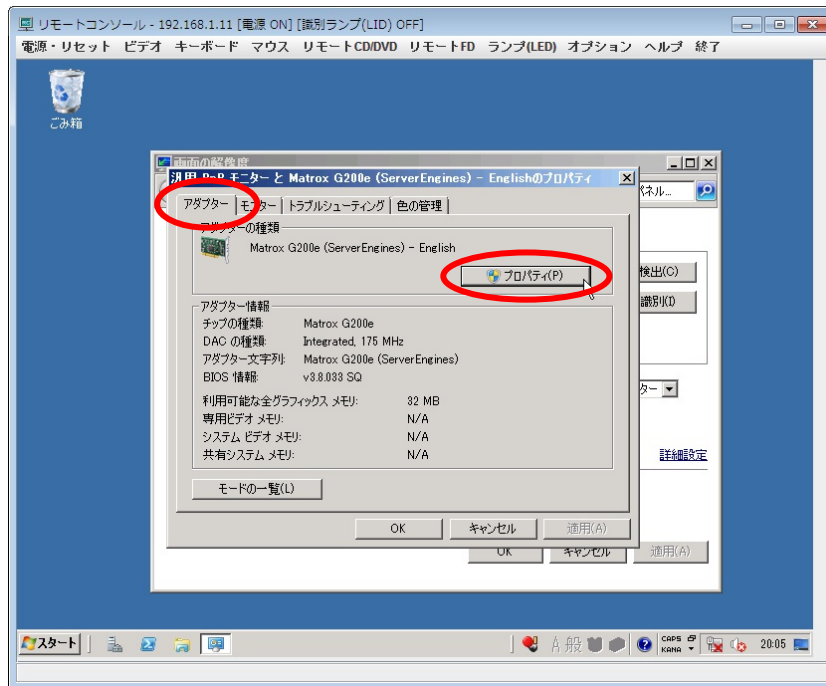 リモートコンソール - 192.168.1.11 [電源 ON] [識別ランプ(LID) OFF]
電源・リセット ビデオ キーボード マウス リモートCD/DVD リモートFD ランプ(LED) オプション ヘルプ 終了
ごみ箱
画面の解像度
汎用 PnP モニターと Matrox G200e (ServerEngines) - Englishのプロパティ
パネル...
アダプター モニター トラブルシューティング 色の管理
アダプターの種類
Matrox G200e (ServerEngines) - English
プロパティ(P)
検出(C)
識別(I)
アダプター情報
チップの種類: Matrox G200e
DAC の種類: Integrated, 175 MHz
アダプター文字列: Matrox G200e (ServerEngines)
BIOS 情報: v3.8.033 SQ
利用可能な全グラフィックス メモリ: 32 MB
専用ビデオ メモリ: N/A
システム ビデオ メモリ: N/A
共有システム メモリ: N/A
ター
詳細設定
モードの一覧(L)
OK キャンセル 適用(A)
OK キャンセル 適用(A)
スタート
A 般
CAPS
KANA
20:05